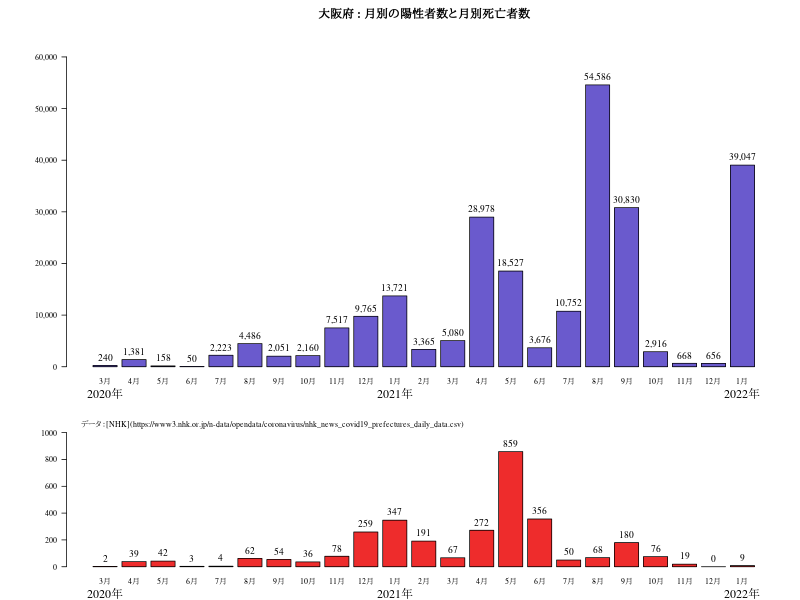 大阪府 : 月別の陽性者数と月別死亡者数
60,000
50,000
40,000
30,000
20,000
10,000
0
240 1,381 158 50 2,223 4,486 2,051 2,160 7,517 9,765 13,721 3,365 5,080 28,978 18,527 3,676 10,752 54,586 30,830 2,916 668 656 39,047
3月 4月 5月 6月 7月 8月 9月 10月 11月 12月 1月 2月 3月 4月 5月 6月 7月 8月 9月 10月 11月 12月 1月
2020年 2021年 2022年
データ : [NHK](https://www3.nhk.or.jp/n-data/opendata/coronavirus/nhk_news_covid19_prefectures_daily_data.csv)
1000
800
600
400
200
0
2 39 42 3 4 62 54 36 78 259 347 191 67 272 859 356 50 68 180 76 19 0 9
3月 4月 5月 6月 7月 8月 9月 10月 11月 12月 1月 2月 3月 4月 5月 6月 7月 8月 9月 10月 11月 12月 1月
2020年 2021年 2022年